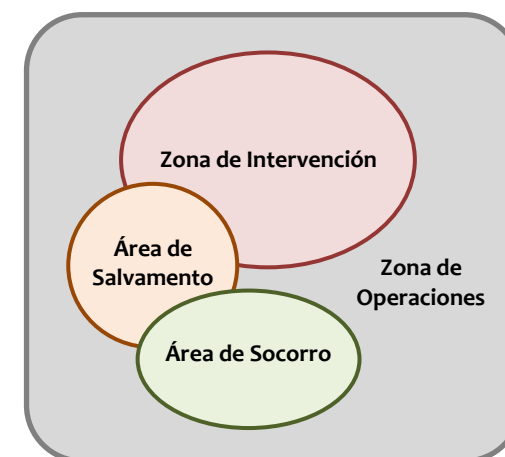 Zona de Intervención
Área de
Salvamento
Zona de
Operaciones
Área de Socorro